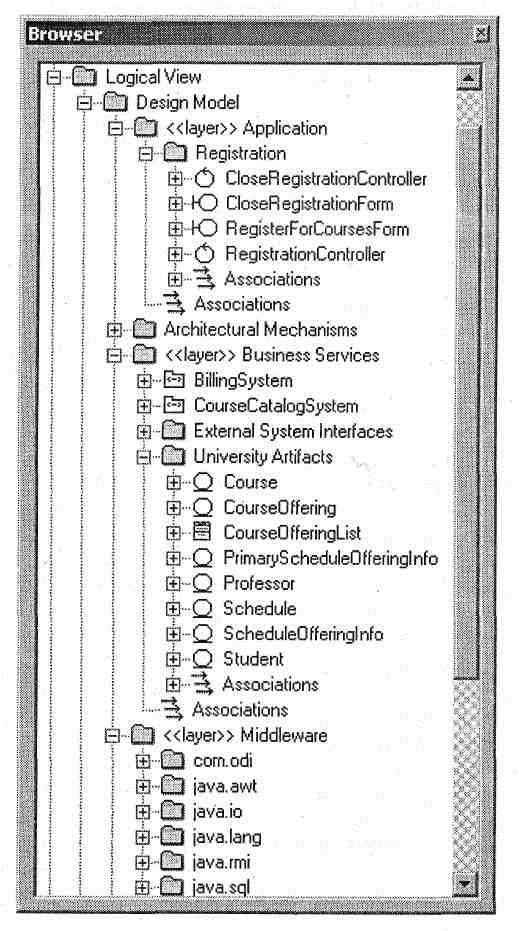 Browser
Logical View
Design Model
<<layer>> Application
Registration
CloseRegistrationController
CloseRegistrationForm
RegisterForCoursesForm
RegistrationController
Associations
Associations
Architectural Mechanisms
<<layer>> Business Services
BillingSystem
CourseCatalogSystem
External System Interfaces
University Artifacts
Course
CourseOffering
CourseOfferingList
PrimaryScheduleOfferingInfo
Professor
Schedule
ScheduleOfferingInfo
Student
Associations
Associations
<<layer>> Middleware
com.odi
java.awt
java.io
java.lang
java.rmi
java.sql